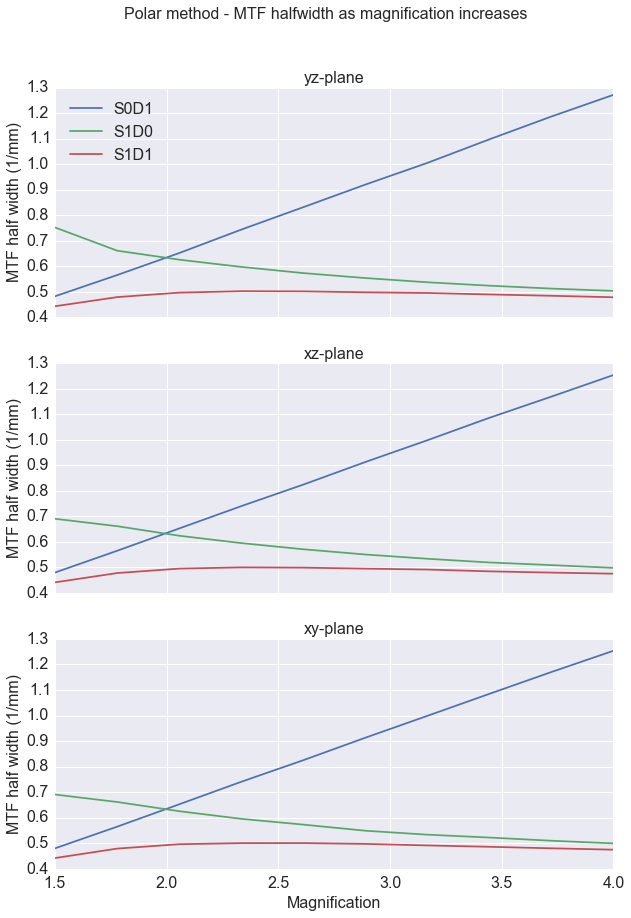 Polar method - MTF halfwidth as magnification increases
yz-plane
MTF half width (1/mm)
1.3
1.2
1.1
1.0
0.9
0.8
0.7
0.6
0.5
0.4
S0D1
S1D0
S1D1
xz-plane
MTF half width (1/mm)
1.3
1.2
1.1
1.0
0.9
0.8
0.7
0.6
0.5
0.4
xy-plane
MTF half width (1/mm)
1.3
1.2
1.1
1.0
0.9
0.8
0.7
0.6
0.5
0.4
1.5 2.0 2.5 3.0 3.5 4.0
Magnification